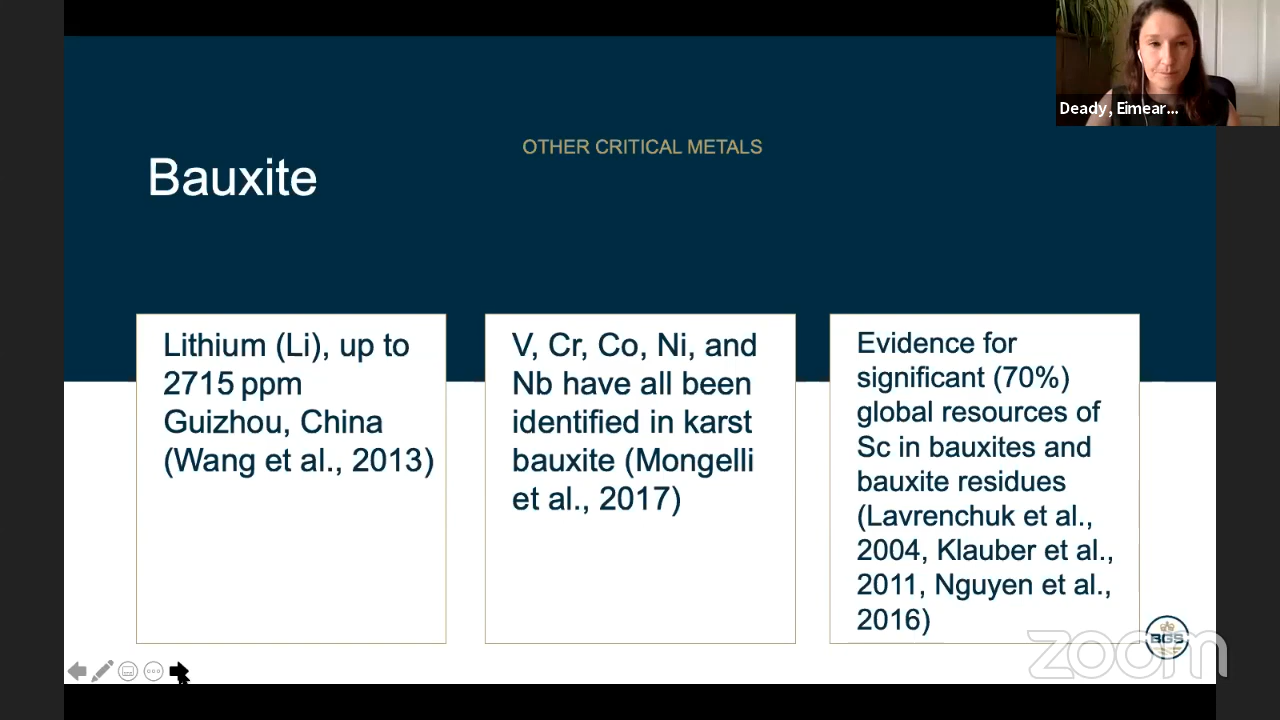 Deady, Eimear...
OTHER CRITICAL METALS
Bauxite
Lithium (Li), up to
2715 ppm
Guizhou, China
(Wang et al., 2013)
V, Cr, Co, Ni, and
Nb have all been
identified in karst
bauxite (Mongelli
et al., 2017)
Evidence for
significant (70%)
global resources of
Sc in bauxites and
bauxite residues
(Lavrenchuk et al.,
2004, Klauber et al.,
2011, Nguyen et al.,
2016)
BGS
zoom